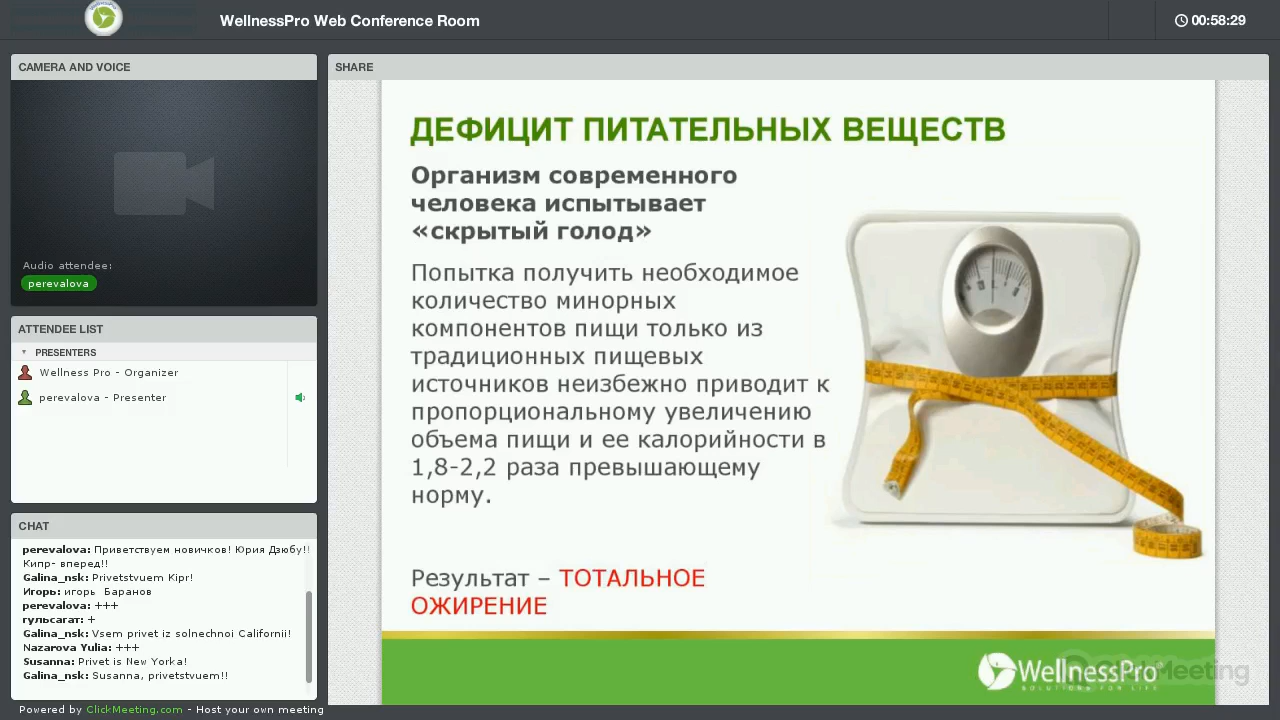 WellnessPro Web Conference Room
00:58:29
CAMERA AND VOICE
Audio attendee:
perevalova
ATTENDEE LIST
PRESENTERS
Wellness Pro - Organizer
perevalova - Presenter
CHAT
perevalova: Приветствуем новичков! Юрия Дзюбу!!
Кипр- вперед!!
Galina_nsk: Privetstvuem Kipr!
Игорь: игорь Баранов
perevalova: +++
гульсагат: +
Galina_nsk: Vsem privet iz solnechnoi Californii!
Nazarova Yulia: +++
Susanna: Privet is New Yorka!
Galina_nsk: Susanna, privetstvuem!!
Powered by ClickMeeting.com - Host your own meeting
SHARE
ДЕФИЦИТ ПИТАТЕЛЬНЫХ ВЕЩЕСТВ
Организм современного
человека испытывает
«скрытый голод»
Попытка получить необходимое
количество минорных
компонентов пищи только из
традиционных пищевых
источников неизбежно приводит к
пропорциональному увеличению
объема пищи и ее калорийности в
1,8-2,2 раза превышающему
норму.
Результат – ТОТАЛЬНОЕ
ОЖИРЕНИЕ
WellnessPro
SOLUTIONS FOR LIFE
Meeting